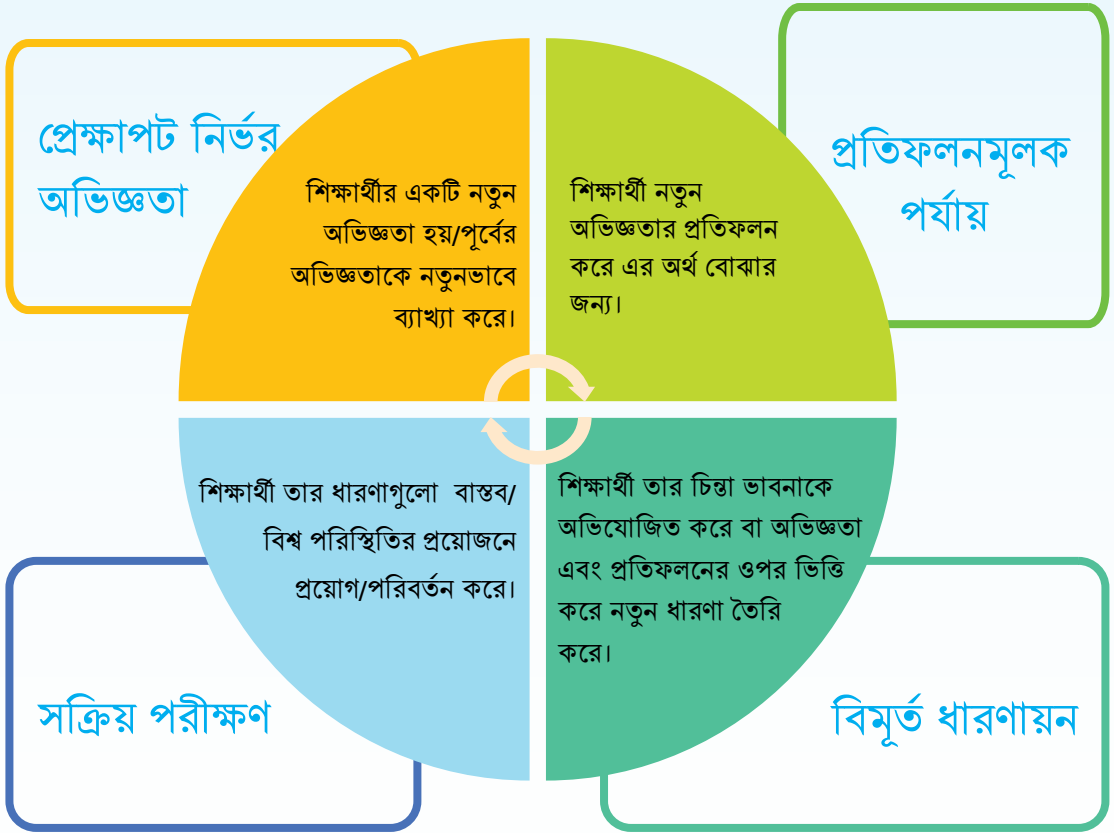 প্রেক্ষাপট নির্ভর
অভিজ্ঞতা
শিক্ষার্থীর একটি নতুন
অভিজ্ঞতা হয়/পূর্বের
অভিজ্ঞতাকে নতুনভাবে
ব্যাখ্যা করে।
প্রতিফলনমূলক
পর্যায়
শিক্ষার্থী নতুন
অভিজ্ঞতার প্রতিফলন
করে এর অর্থ বোঝার
জন্য।
শিক্ষার্থী তার ধারণাগুলো বাস্তব/
বিশ্ব পরিস্থিতির প্রয়োজনে
প্রয়োগ/পরিবর্তন করে।
সক্রিয় পরীক্ষণ
শিক্ষার্থী তার চিন্তা ভাবনাকে
অভিযোজিত করে বা অভিজ্ঞতা
এবং প্রতিফলনের ওপর ভিত্তি
করে নতুন ধারণা তৈরি
করে।
বিমূর্ত ধারণায়ন